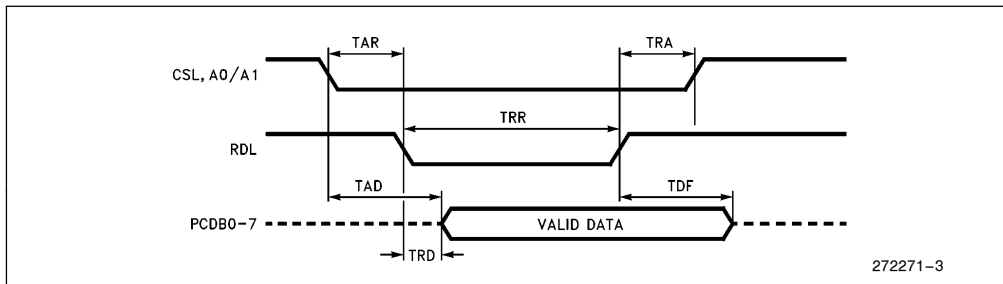 TAR
TRA
CSL, A0/A1
TRR
RDL
TAD
TDF
PCDB0-7
VALID DATA
TRD
272271-3